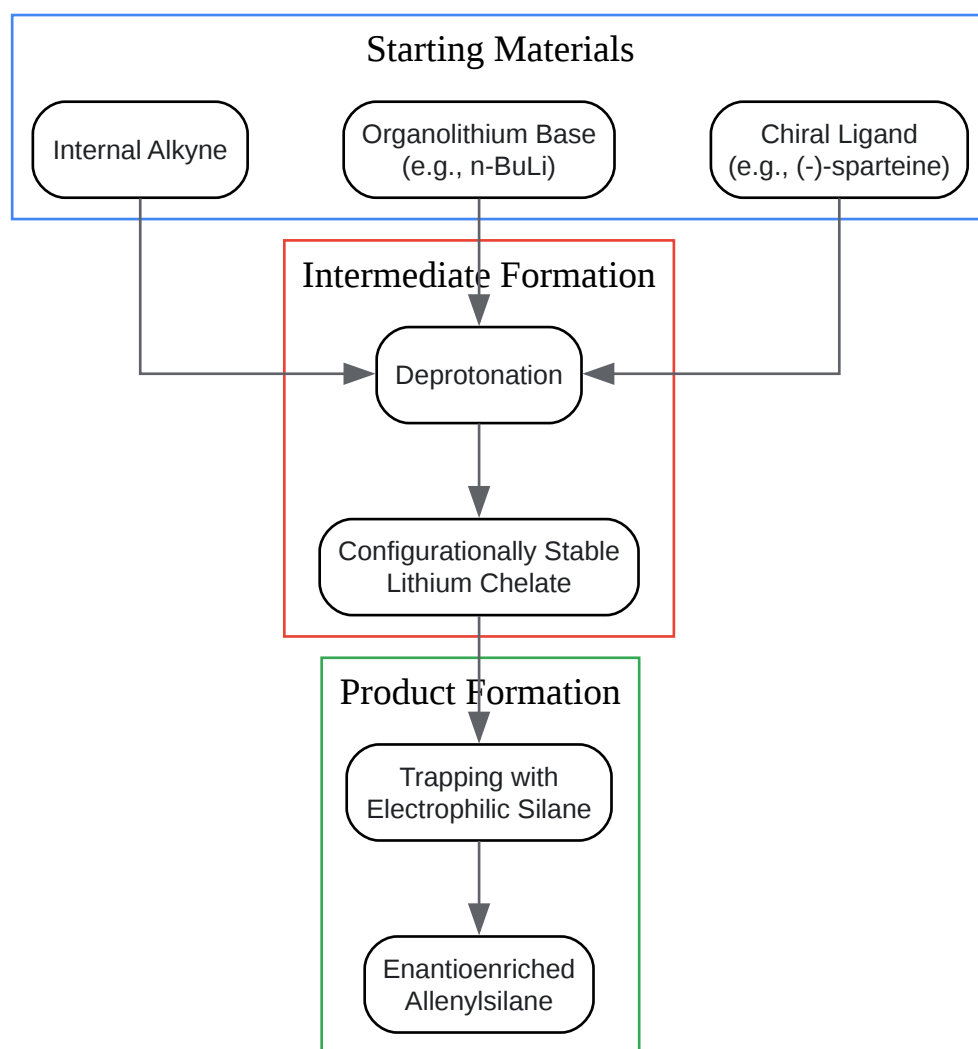 Starting Materials
Internal Alkyne
Organolithium Base
(e.g., n-BuLi)
Chiral Ligand
(e.g., (-)-sparteine)
Intermediate Formation
Deprotonation
Configurationally Stable
Lithium Chelate
Product Formation
Trapping with
Electrophilic Silane
Enantioenriched
Allenylsilane